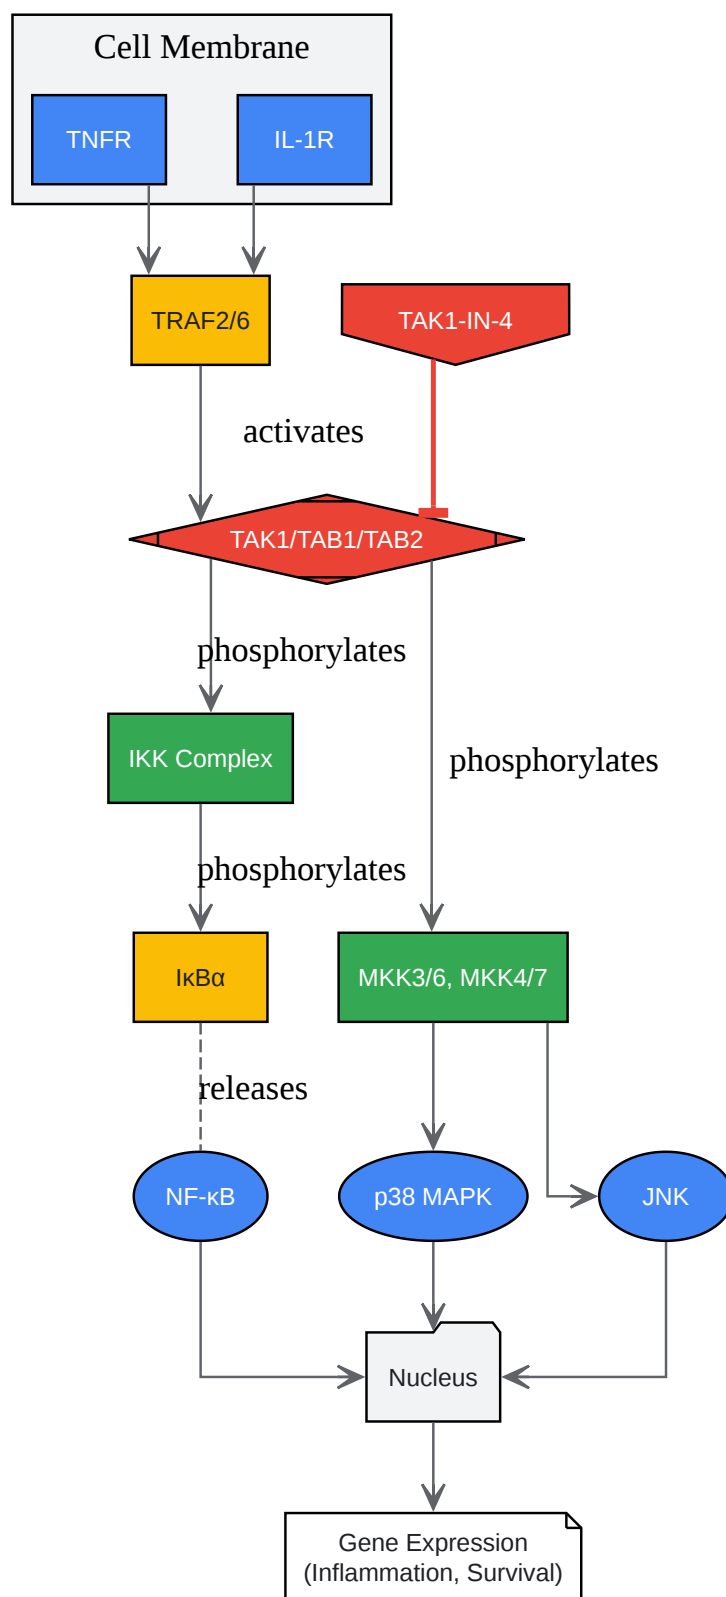 Cell Membrane
TNFR
IL-1R
TRAF2/6
TAK1-IN-4
activates
TAK1/TAB1/TAB2
phosphorylates
IKK Complex
phosphorylates
phosphorylates
IκBα
MKK3/6, MKK4/7
releases
NF-κB
p38 MAPK
JNK
Nucleus
Gene Expression
(Inflammation, Survival)